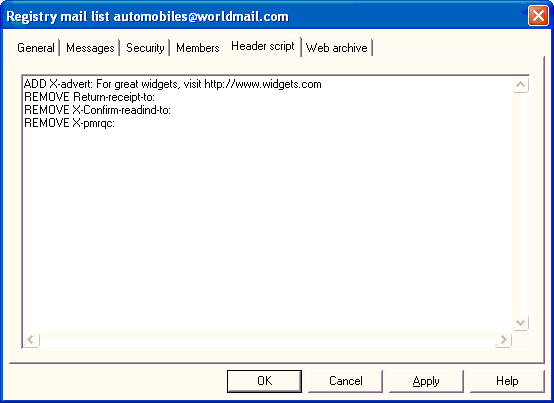 Registry mail list automobiles@worldmail.com
General Messages Security Members Header script Web archive
ADD X-advert: For great widgets, visit http://www.widgets.com
REMOVE Return-receipt-to:
REMOVE X-Confirm-readind-to:
REMOVE X-pmrqc:
OK Cancel Apply Help